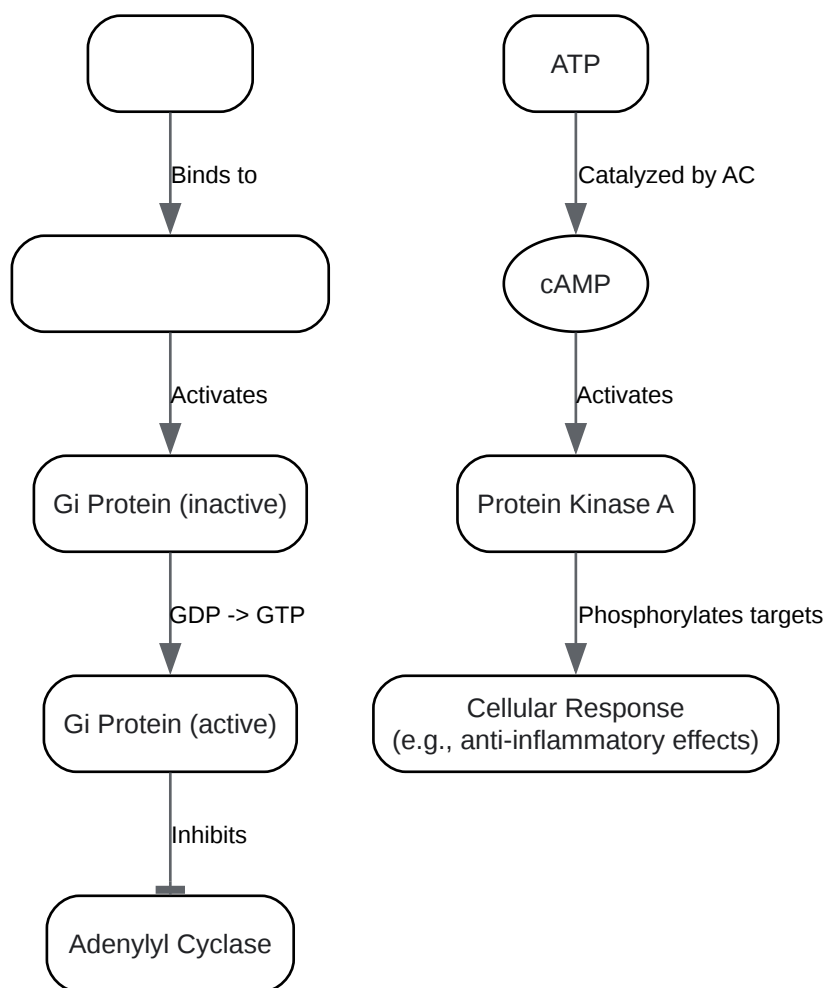 ATP
Binds to
Catalyzed by AC
cAMP
Activates
Activates
Gi Protein (inactive)
Protein Kinase A
GDP -> GTP
Phosphorylates targets
Gi Protein (active)
Cellular Response
(e.g., anti-inflammatory effects)
Inhibits
Adenylyl Cyclase